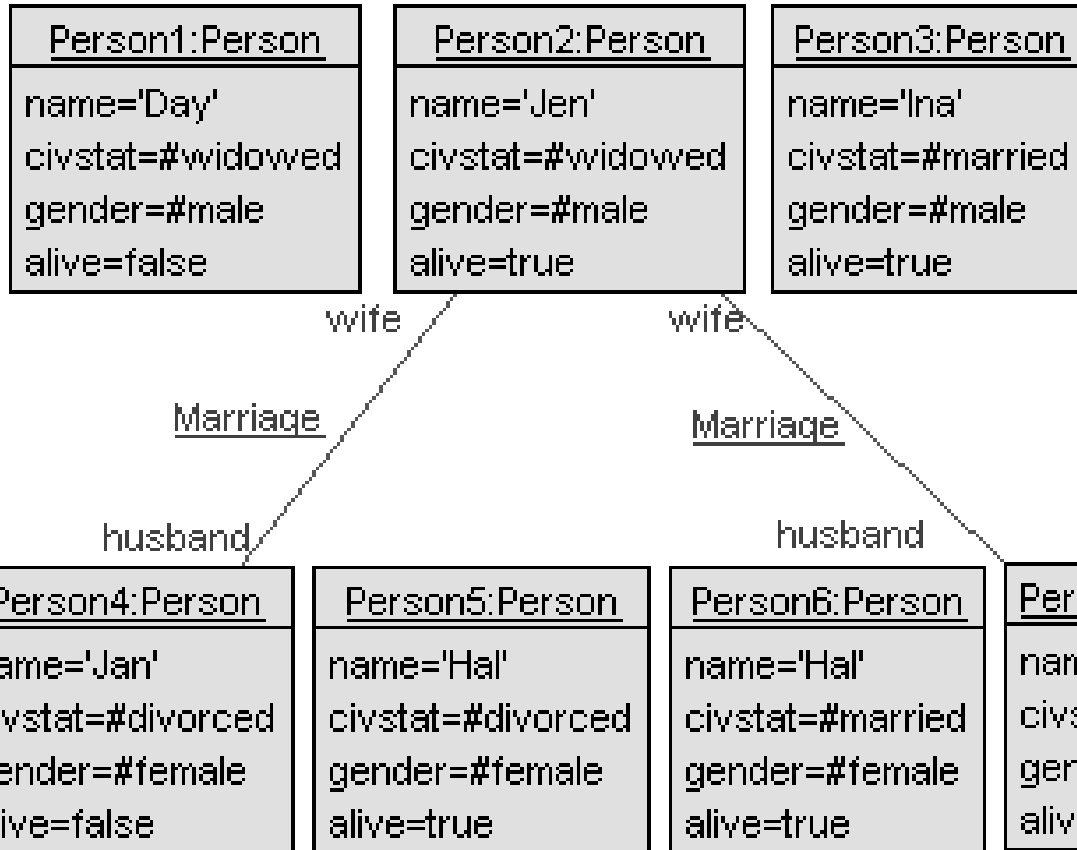 Person1:Person
name='Day'
civstat=#widowed
gender=#male
alive=false
Person2:Person
name='Jen'
civstat=#widowed
gender=#male
alive=true
Person3:Person
name='Ina'
civstat=#married
gender=#male
alive=true
wife
wife
Marriage
Marriage
husband
husband
Person4:Person
ame='Jan'
ivstat=#divorced
ender=#female
live=false
Person5:Person
name='Hal'
civstat=#divorced
gender=#female
alive=true
Person6:Person
name='Hal'
civstat=#married
gender=#female
alive=true
Per
nam
civs
gen
aliv